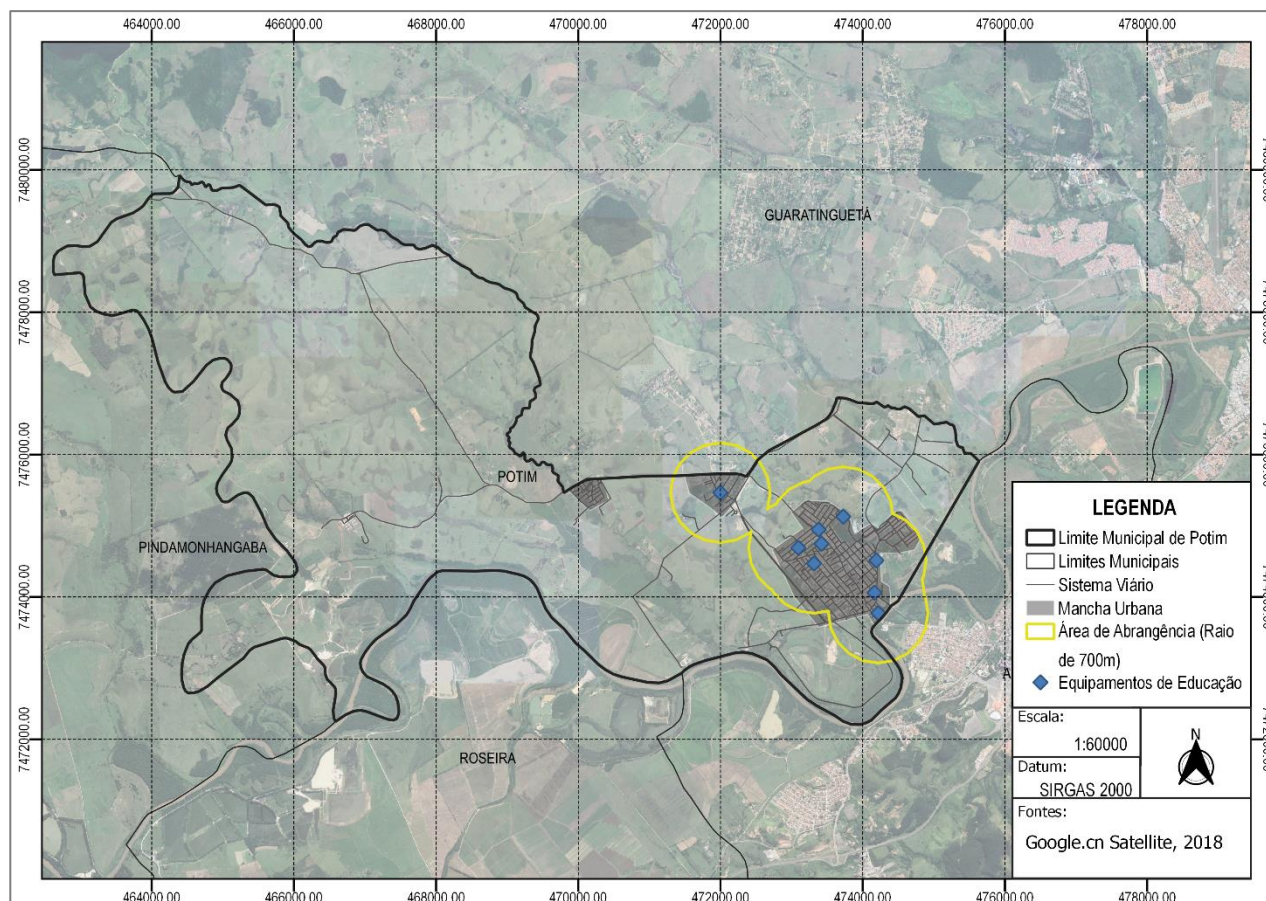 464000.00 466000.00 468000.00 470000.00 472000.00 474000.00 476000.00 478000.00
7480000.00
7478000.00
7476000.00
7474000.00
7472000.00
GUARATINGUETÁ
POTIM
PINDAMONHANGABA
ROSEIRA
A
LEGENDA
Limite Municipal de Potim
Limites Municipais
Sistema Viário
Mancha Urbana
Área de Abrangência (Raio
de 700m)
Equipamentos de Educação
Escala:
1:60000
Datum:
SIRGAS 2000
N
Fontes:
Google.cn Satellite, 2018
464000.00 466000.00 468000.00 470000.00 472000.00 474000.00 476000.00 478000.00